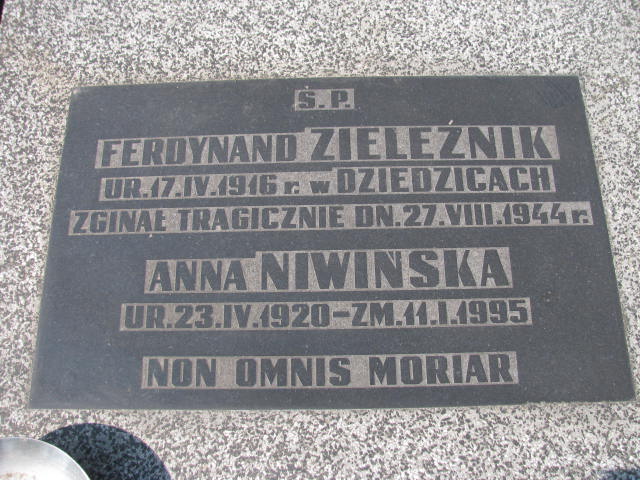 Ś.P.
FERDYNAND ZIELEŹNIK
UR.17.IV.1916 r. w DZIEDZICACH
ZGINAŁ TRAGICZNIE DN.27.VIII.1944 r.
ANNA NIWIŃSKA
UR.23.IV.1920-ZM.11.I.1995
NON OMNIS MORIAR